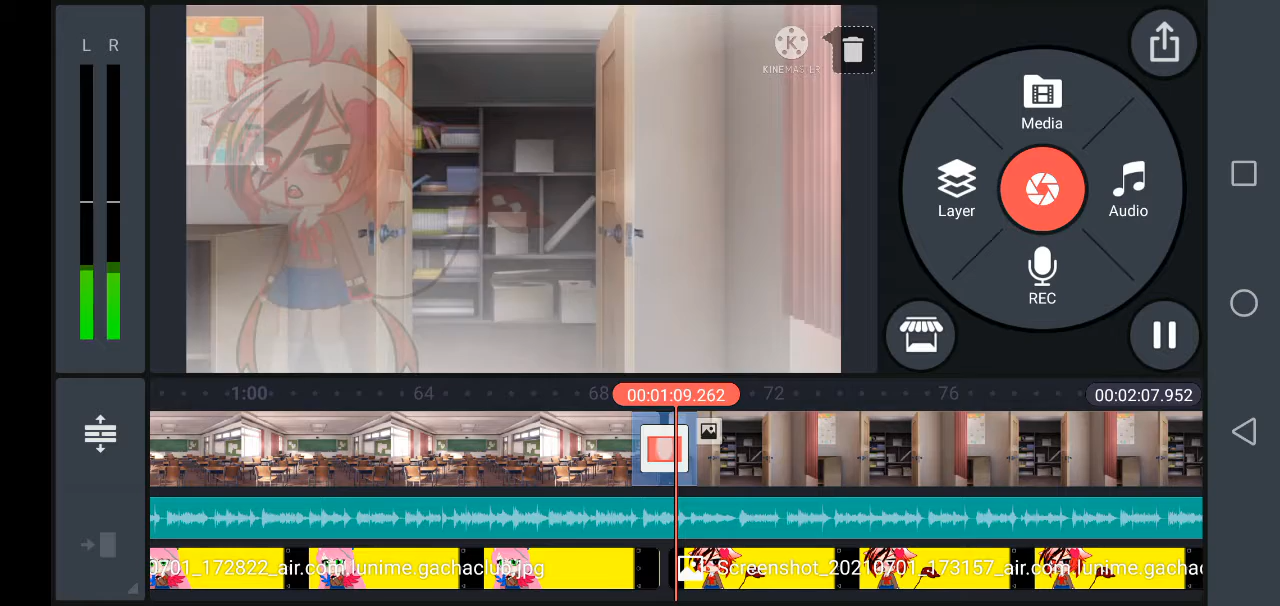 L R
KINEMASTER
Media
Layer
Audio
REC
1:00
64
68
00:01:09.262
72
76
00:02:07.952
0701_172822_air.com.lunime.gachaclub.jpg
Screenshot_20210701_173157_air.com.lunime.gachac